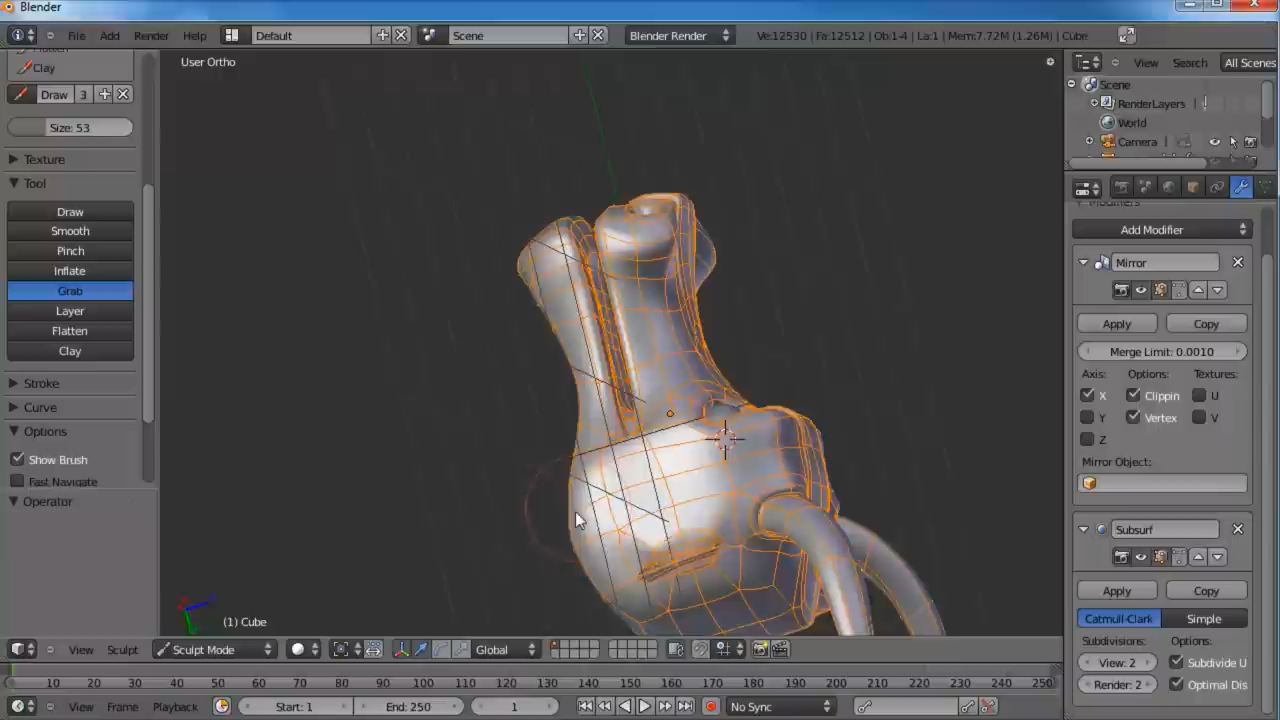 Blender
File Add Render Help Default Scene Blender Render Ve:12530 | Fa:12512 | Ob:1-4 | La:1 | Mem:7.72M (1.26M) | Cube
Clay
Draw 3
Size: 53
Texture
Tool
Draw
Smooth
Pinch
Inflate
Grab
Layer
Flatten
Clay
Stroke
Curve
Options
Show Brush
Fast Navigate
Operator
User Ortho
(1) Cube
View Search All Scenes
Scene
RenderLayers
World
Camera
Modifiers
Add Modifier
Mirror
Apply Copy
Merge Limit: 0.0010
Axis: Options: Textures:
X Clippin U
Y Vertex V
Z
Mirror Object:
Subsurf
Apply Copy
Catmull-Clark Simple
Subdivisions: Options:
View: 2 Subdivide U
Render: 2 Optimal Dis
View Sculpt Sculpt Mode Global
10 20 30 40 50 60 70 80 90 100 110 120 130 140 150 160 170 180 190 200 210 220 230 240 250
View Frame Playback Start: 1 End: 250 1 No Sync